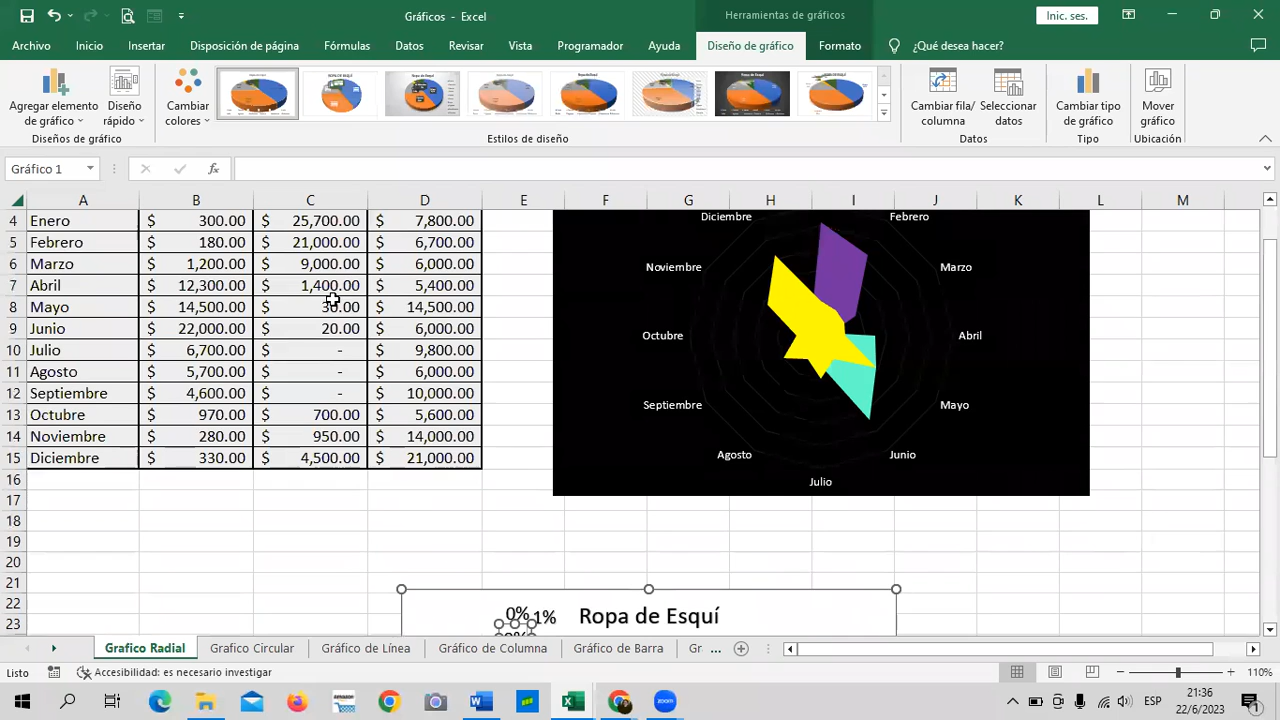 Gráficos - Excel
Herramientas de gráficos
Inic. ses.
Archivo Inicio Insertar Disposición de página Fórmulas Datos Revisar Vista Programador Ayuda Diseño de gráfico Formato ¿Qué desea hacer?
Agregar elemento de gráfico
Diseño rápido
Cambiar colores
Cambiar fila/ columna
Seleccionar datos
Cambiar tipo de gráfico
Mover gráfico
Diseños de gráfico Estilos de diseño Datos Tipo Ubicación
Gráfico 1 fx
A B C D E F G H I J K L M
4 Enero $ 300.00 $ 25,700.00 $ 7,800.00
5 Febrero $ 180.00 $ 21,000.00 $ 6,700.00
6 Marzo $ 1,200.00 $ 9,000.00 $ 6,000.00
7 Abril $ 12,300.00 $ 1,400.00 $ 5,400.00
8 Mayo $ 14,500.00 $ 30.00 $ 14,500.00
9 Junio $ 22,000.00 $ 20.00 $ 6,000.00
10 Julio $ 6,700.00 $ - $ 9,800.00
11 Agosto $ 5,700.00 $ - $ 6,000.00
12 Septiembre $ 4,600.00 $ - $ 10,000.00
13 Octubre $ 970.00 $ 700.00 $ 5,600.00
14 Noviembre $ 280.00 $ 950.00 $ 14,000.00
15 Diciembre $ 330.00 $ 4,500.00 $ 21,000.00
16
17
18
19
20
21
22
23
Diciembre Febrero
Noviembre Marzo
Octubre Abril
Septiembre Mayo
Agosto Junio
Julio
0% 1% Ropa de Esquí
Grafico Radial Grafico Circular Gráfico de Línea Gráfico de Columna Gráfico de Barra Gr ...
Listo Accesibilidad: es necesario investigar 110%
ESP 21:36
22/6/2023